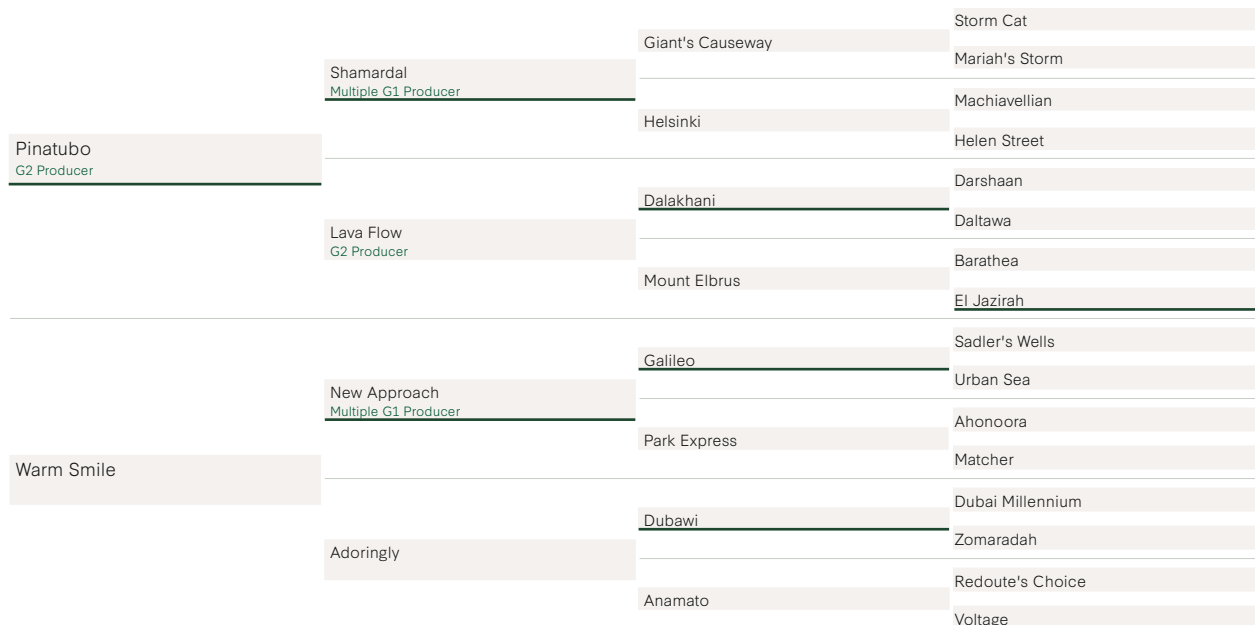 Pinatubo
G2 Producer
Warm Smile
Shamardal
Multiple G1 Producer
Lava Flow
G2 Producer
New Approach
Multiple G1 Producer
Adoringly
Giant's Causeway
Helsinki
Dalakhani
Mount Elbrus
Galileo
Park Express
Dubawi
Anamato
Storm Cat
Mariah's Storm
Machiavellian
Helen Street
Darshaan
Daltawa
Barathea
El Jazirah
Sadler's Wells
Urban Sea
Ahonoora
Matcher
Dubai Millennium
Zomaradah
Redoute's Choice
Voltage